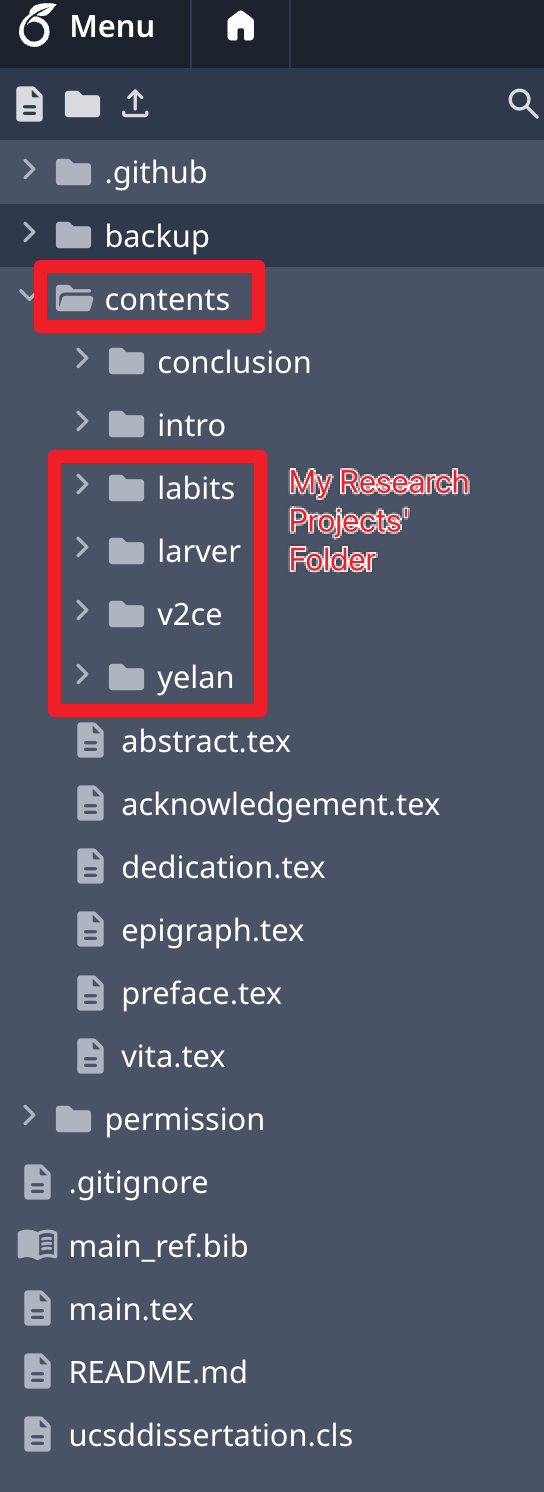 Menu
.github
backup
contents
conclusion
intro
labits
My Research
Projects'
Folder
larver
v2ce
yelan
abstract.tex
acknowledgement.tex
dedication.tex
epigraph.tex
preface.tex
vita.tex
permission
.gitignore
main_ref.bib
main.tex
README.md
ucsddissertation.cls